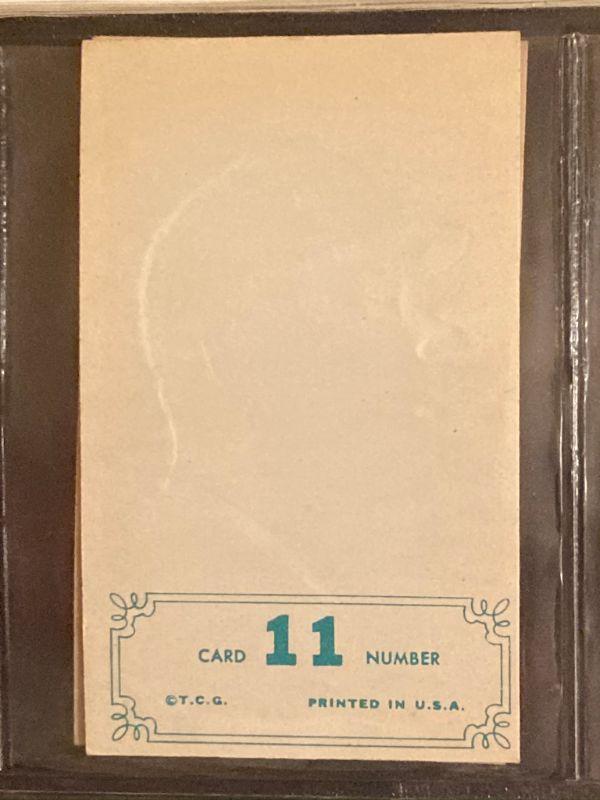 CARD 11 NUMBER
©T.C.G. PRINTED IN U.S.A.